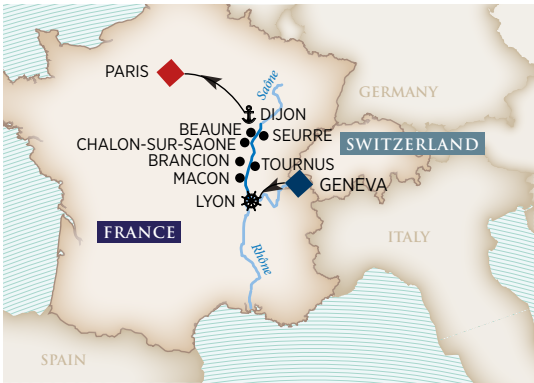 PARIS
Saône
GERMANY
DIJON
BEAUNE
SEURRE
CHALON-SUR-SAONE
SWITZERLAND
BRANCION
TOURNUS
MACON
GENEVA
LYON
FRANCE
ITALY
Rhône
SPAIN